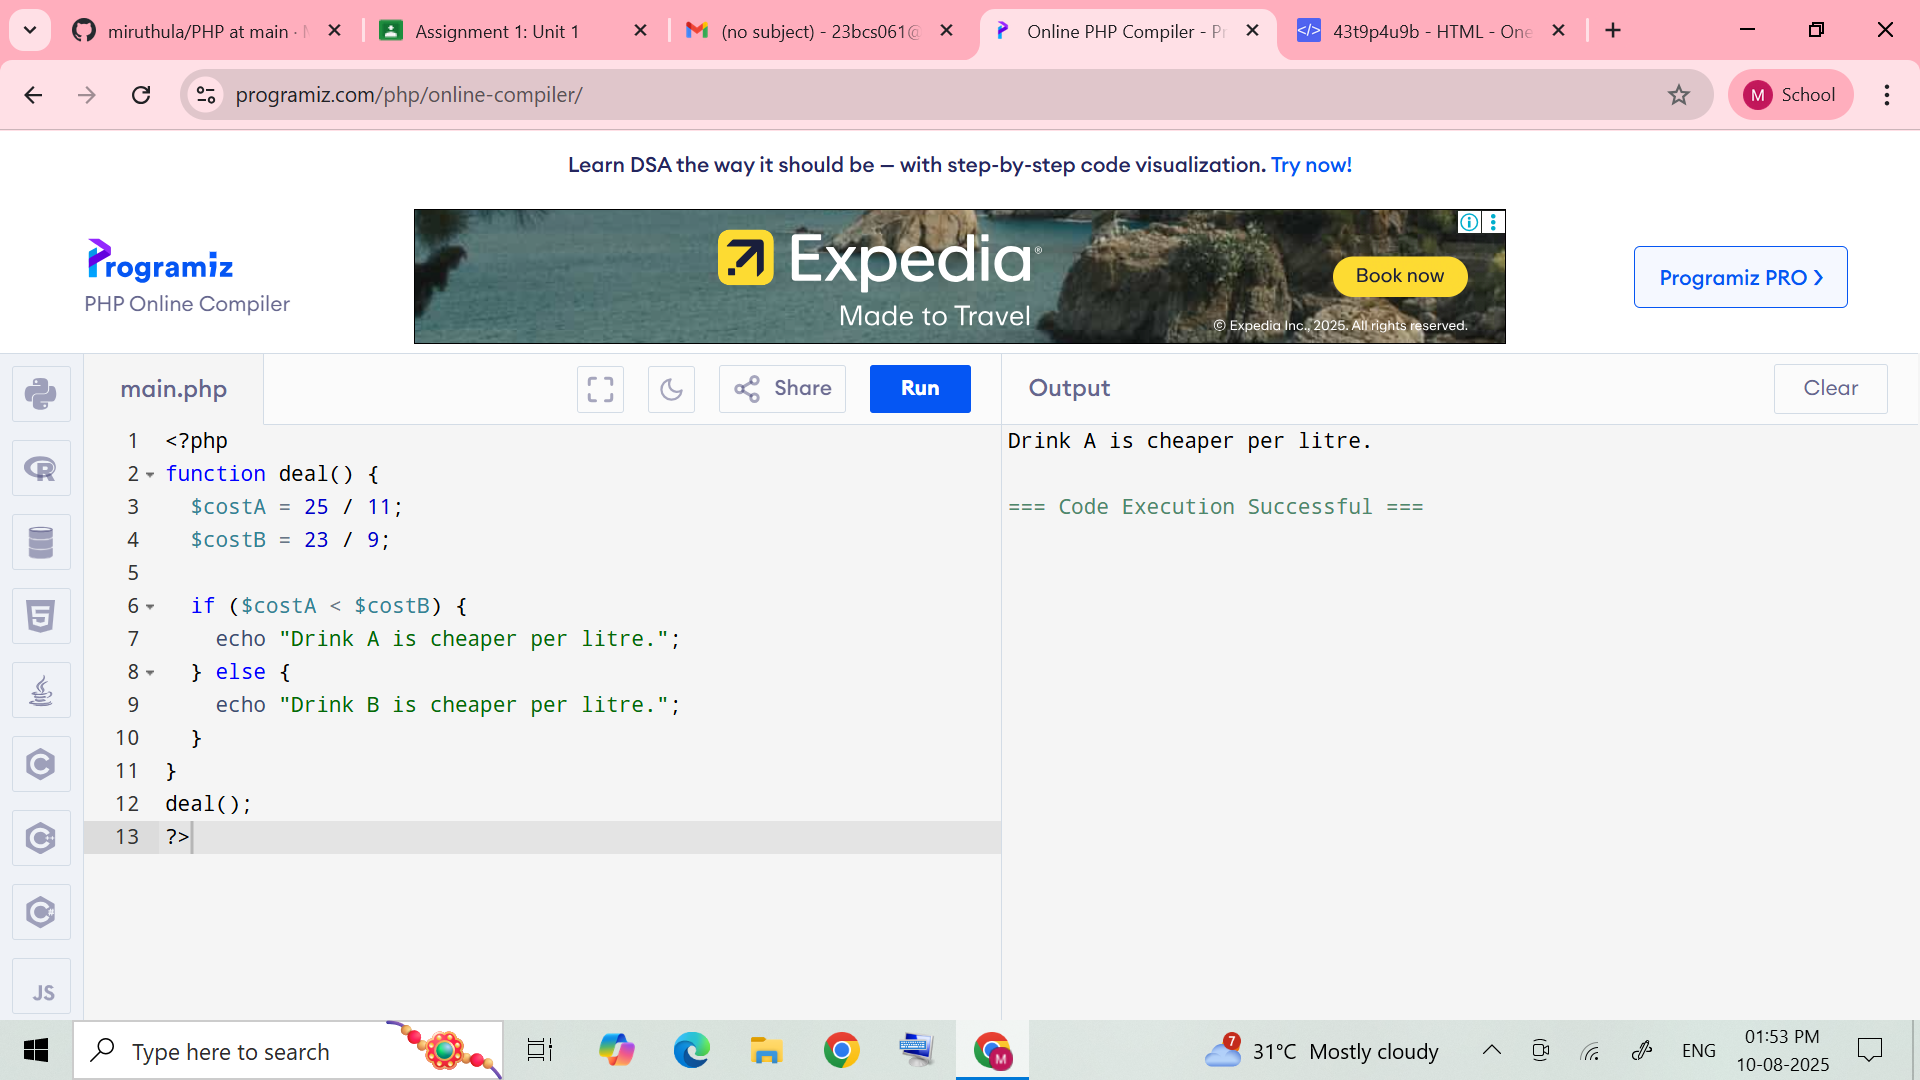 miruthula/PHP at main · M
Assignment 1: Unit 1
(no subject) - 23bcs061@
Online PHP Compiler - Pr
43t9p4u9b - HTML - One
programiz.com/php/online-compiler/
M School
Learn DSA the way it should be — with step-by-step code visualization. Try now!
Programiz
PHP Online Compiler
Expedia®
Made to Travel
Book now
© Expedia Inc., 2025. All rights reserved.
Programiz PRO ❯
main.php
Share
Run
Output
Clear
1 <?php
2 function deal() {
3 $costA = 25 / 11;
4 $costB = 23 / 9;
5
6 if ($costA < $costB) {
7 echo "Drink A is cheaper per litre.";
8 } else {
9 echo "Drink B is cheaper per litre.";
10 }
11 }
12 deal();
13 ?>
Drink A is cheaper per litre.
=== Code Execution Successful ===
JS
Type here to search
M
7
31°C Mostly cloudy
ENG
01:53 PM
10-08-2025